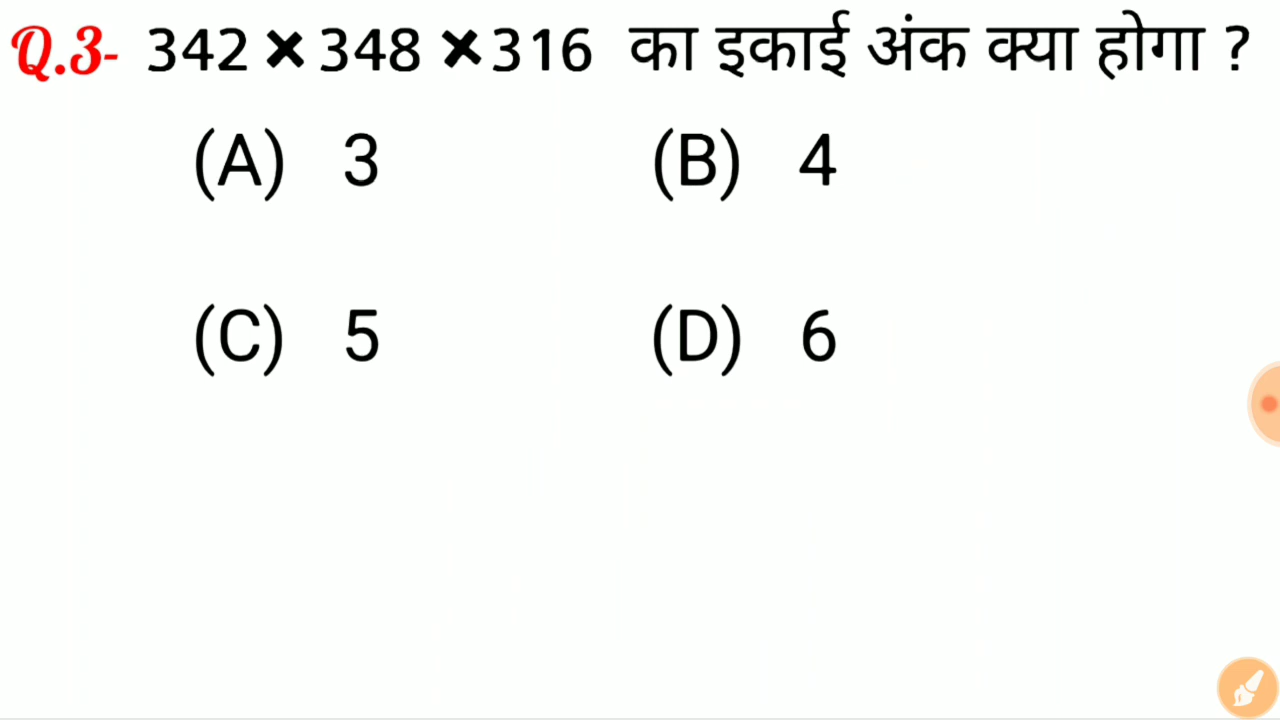 Q.3- 342 × 348 × 316 का इकाई अंक क्या होगा ?
(A) 3 (B) 4
(C) 5 (D) 6